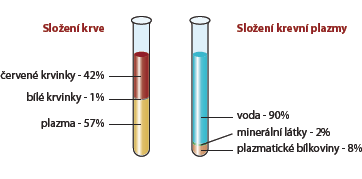 Složení krve
červené krvinky - 42%
bílé krvinky - 1%
plazma - 57%
Složení krevní plazmy
voda - 90%
minerální látky - 2%
plazmatické bílkoviny - 8%